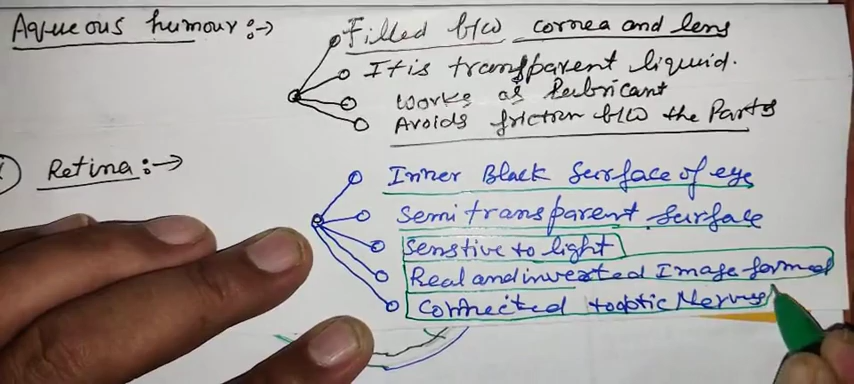 Aqueous humour :->
Filled b/w cornea and lens
It is transparent liquid.
works as lubricant
Avoids friction b/w the Parts
Retina :->
Inner Black Surface of eye
Semi transparent surface
Senstive to light
Real and inverted Image formed
Connected to optic Nerves